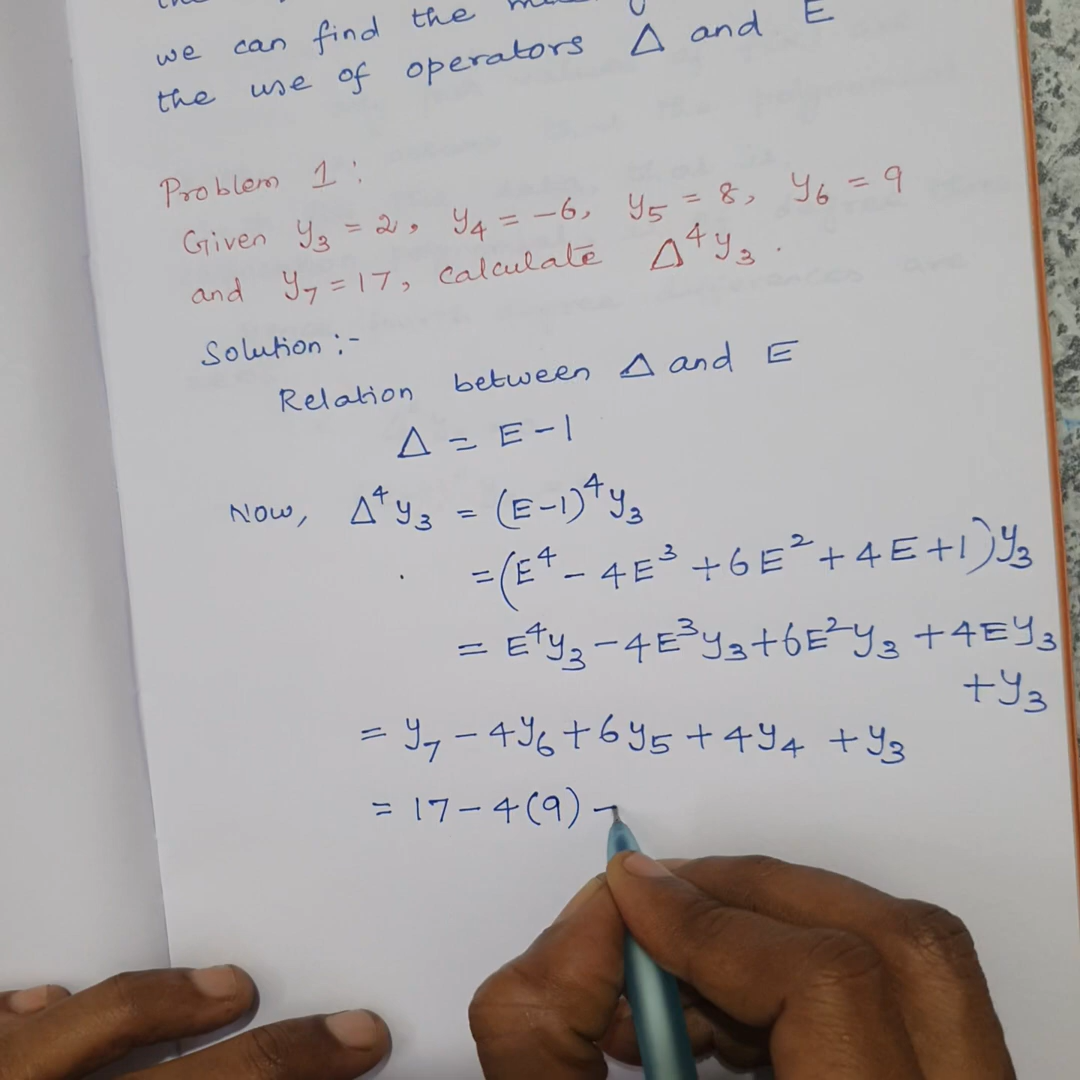 we can find the
the use of operators Δ and E
Problem 1 :
Given y₃ = 2, y₄ = -6, y₅ = 8, y₆ = 9
and y₇ = 17, calculate Δ⁴y₃.
Solution :-
Relation between Δ and E
Δ = E - 1
Now, Δ⁴y₃ = (E-1)⁴y₃
= (E⁴ - 4E³ + 6E² + 4E + 1)y₃
= E⁴y₃ - 4E³y₃ + 6E²y₃ + 4Ey₃
+ y₃
= y₇ - 4y₆ + 6y₅ + 4y₄ + y₃
= 17 - 4(9) -